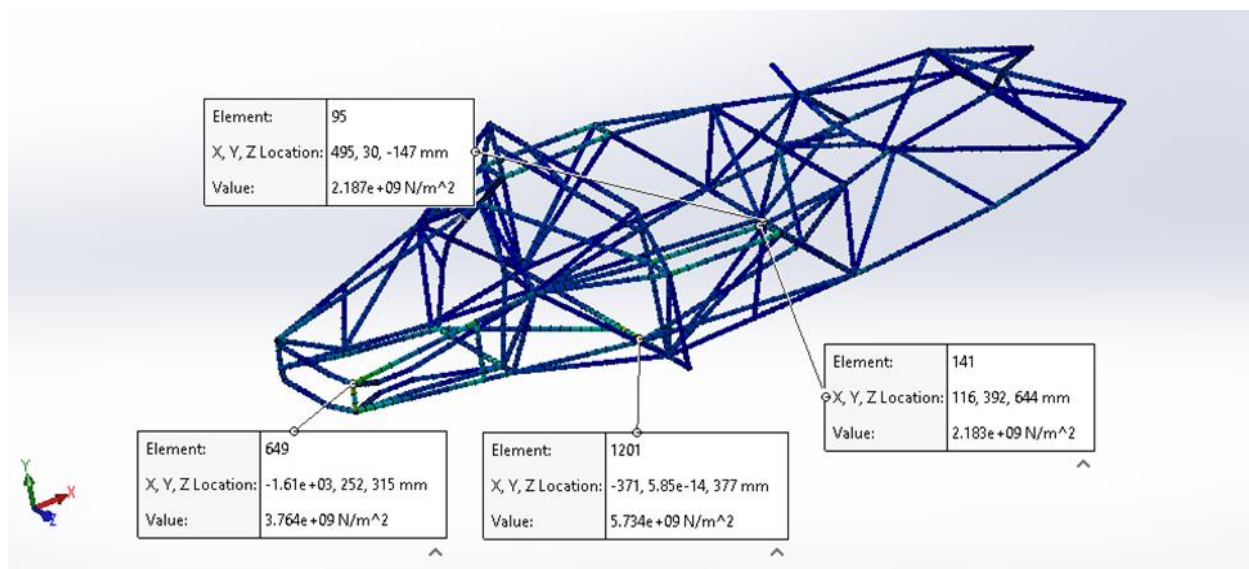 Element: 95
X, Y, Z Location: 495, 30, -147 mm
Value: 2.187e+09 N/m^2
Element: 141
X, Y, Z Location: 116, 392, 644 mm
Value: 2.183e+09 N/m^2
Element: 649
X, Y, Z Location: -1.61e+03, 252, 315 mm
Value: 3.764e+09 N/m^2
Element: 1201
X, Y, Z Location: -371, 5.85e-14, 377 mm
Value: 5.734e+09 N/m^2
Y
X
Z